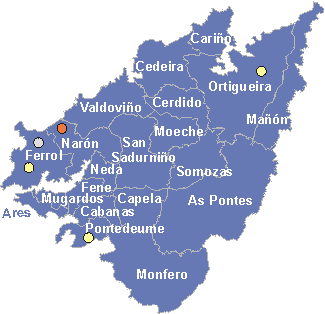 Cariño
Cedeira
Ortigueira
Valdoviño
Cerdido
Mañón
Moeche
Narón
San
Sadurniño
Ferrol
Neda
Somozas
Fene
Mugardos
Capela
As Pontes
Ares
Cabanas
Pontedeume
Monfero